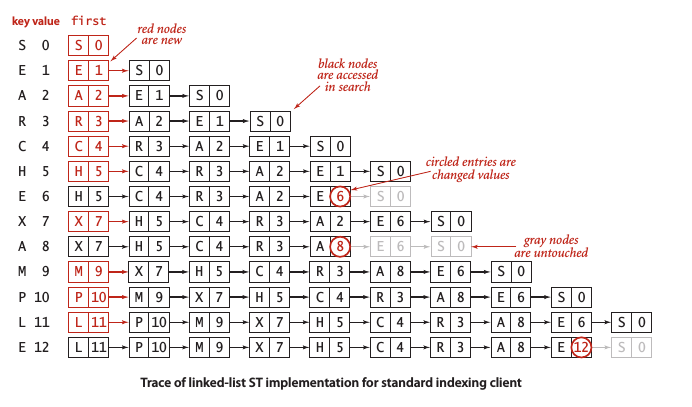 key value first
red nodes
are new
S 0 S 0
black nodes
are accessed
in search
E 1 E 1 S 0
A 2 A 2 E 1 S 0
R 3 R 3 A 2 E 1 S 0
C 4 C 4 R 3 A 2 E 1 S 0
circled entries are
changed values
H 5 H 5 C 4 R 3 A 2 E 1 S 0
E 6 H 5 C 4 R 3 A 2 E 6 S 0
X 7 X 7 H 5 C 4 R 3 A 2 E 6 S 0
gray nodes
are untouched
A 8 X 7 H 5 C 4 R 3 A 8 E 6 S 0
M 9 M 9 X 7 H 5 C 4 R 3 A 8 E 6 S 0
P 10 P 10 M 9 X 7 H 5 C 4 R 3 A 8 E 6 S 0
L 11 L 11 P 10 M 9 X 7 H 5 C 4 R 3 A 8 E 6 S 0
E 12 L 11 P 10 M 9 X 7 H 5 C 4 R 3 A 8 E 12 S 0
Trace of linked-list ST implementation for standard indexing client